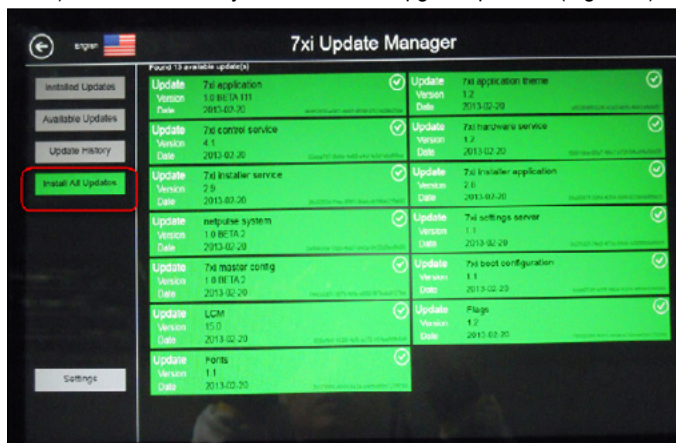 English
7xi Update Manager
Found 13 available update(s)
Installed Updates
Available Updates
Update History
Install All Updates
Settings
Update 7xi application
Version 1.0 BETA 111
Date 2013-02-20
Update 7xi application theme
Version 1.2
Date 2013-02-20
Update 7xi control service
Version 4.1
Date 2013-02-20
Update 7xi hardware service
Version 1.2
Date 2013-02-20
Update 7xi installer service
Version 2.9
Date 2013-02-20
Update 7xi installer application
Version 2.8
Date 2013-02-20
Update netpulse system
Version 1.0 BETA 2
Date 2013-02-20
Update 7xi settings server
Version 1.1
Date 2013-02-20
Update 7xi master config
Version 1.0 BETA 2
Date 2013-02-20
Update 7xi boot configuration
Version 1.1
Date 2013-02-20
Update LCM
Version 15.0
Date 2013-02-20
Update Flags
Version 1.2
Date 2013-02-20
Update Fonts
Version 1.1
Date 2013-02-20